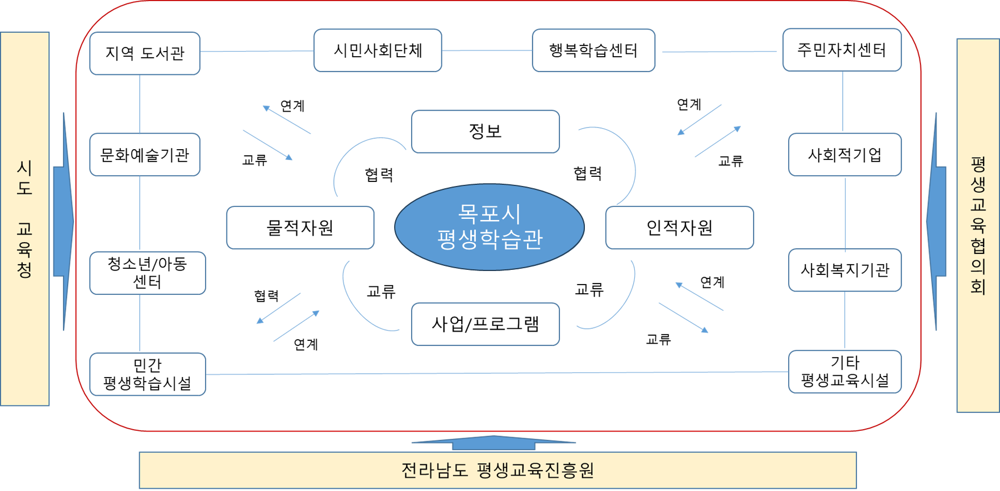 지역 도서관
시민사회단체
행복학습센터
주민자치센터
연계
교류
연계
교류
정보
문화예술기관
사회적기업
협력
협력
물적자원
목포시
평생학습관
인적자원
청소년/아동
센터
사회복지기관
협력
연계
교류
교류
연계
교류
사업/프로그램
민간
평생학습시설
기타
평생교육시설
시도 교육청
평생교육협의회
전라남도 평생교육진흥원